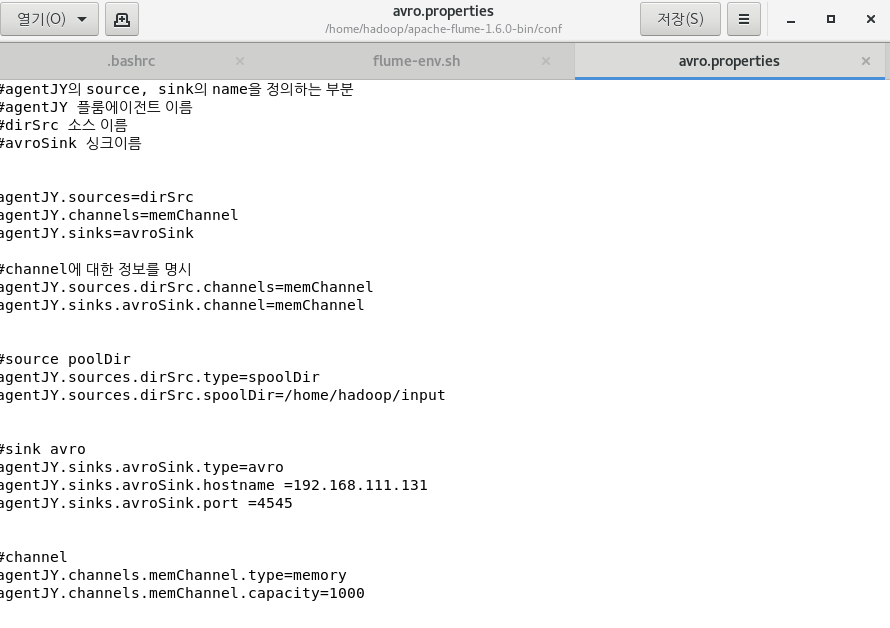 열기(O)
avro.properties
/home/hadoop/apache-flume-1.6.0-bin/conf
저장(S)
.bashrc
flume-env.sh
avro.properties
#agentJY의 source, sink의 name을 정의하는 부분
#agentJY 플룸에이전트 이름
#dirSrc 소스 이름
#avroSink 싱크이름
agentJY.sources=dirSrc
agentJY.channels=memChannel
agentJY.sinks=avroSink
#channel에 대한 정보를 명시
agentJY.sources.dirSrc.channels=memChannel
agentJY.sinks.avroSink.channel=memChannel
#source poolDir
agentJY.sources.dirSrc.type=spoolDir
agentJY.sources.dirSrc.spoolDir=/home/hadoop/input
#sink avro
agentJY.sinks.avroSink.type=avro
agentJY.sinks.avroSink.hostname =192.168.111.131
agentJY.sinks.avroSink.port =4545
#channel
agentJY.channels.memChannel.type=memory
agentJY.channels.memChannel.capacity=1000